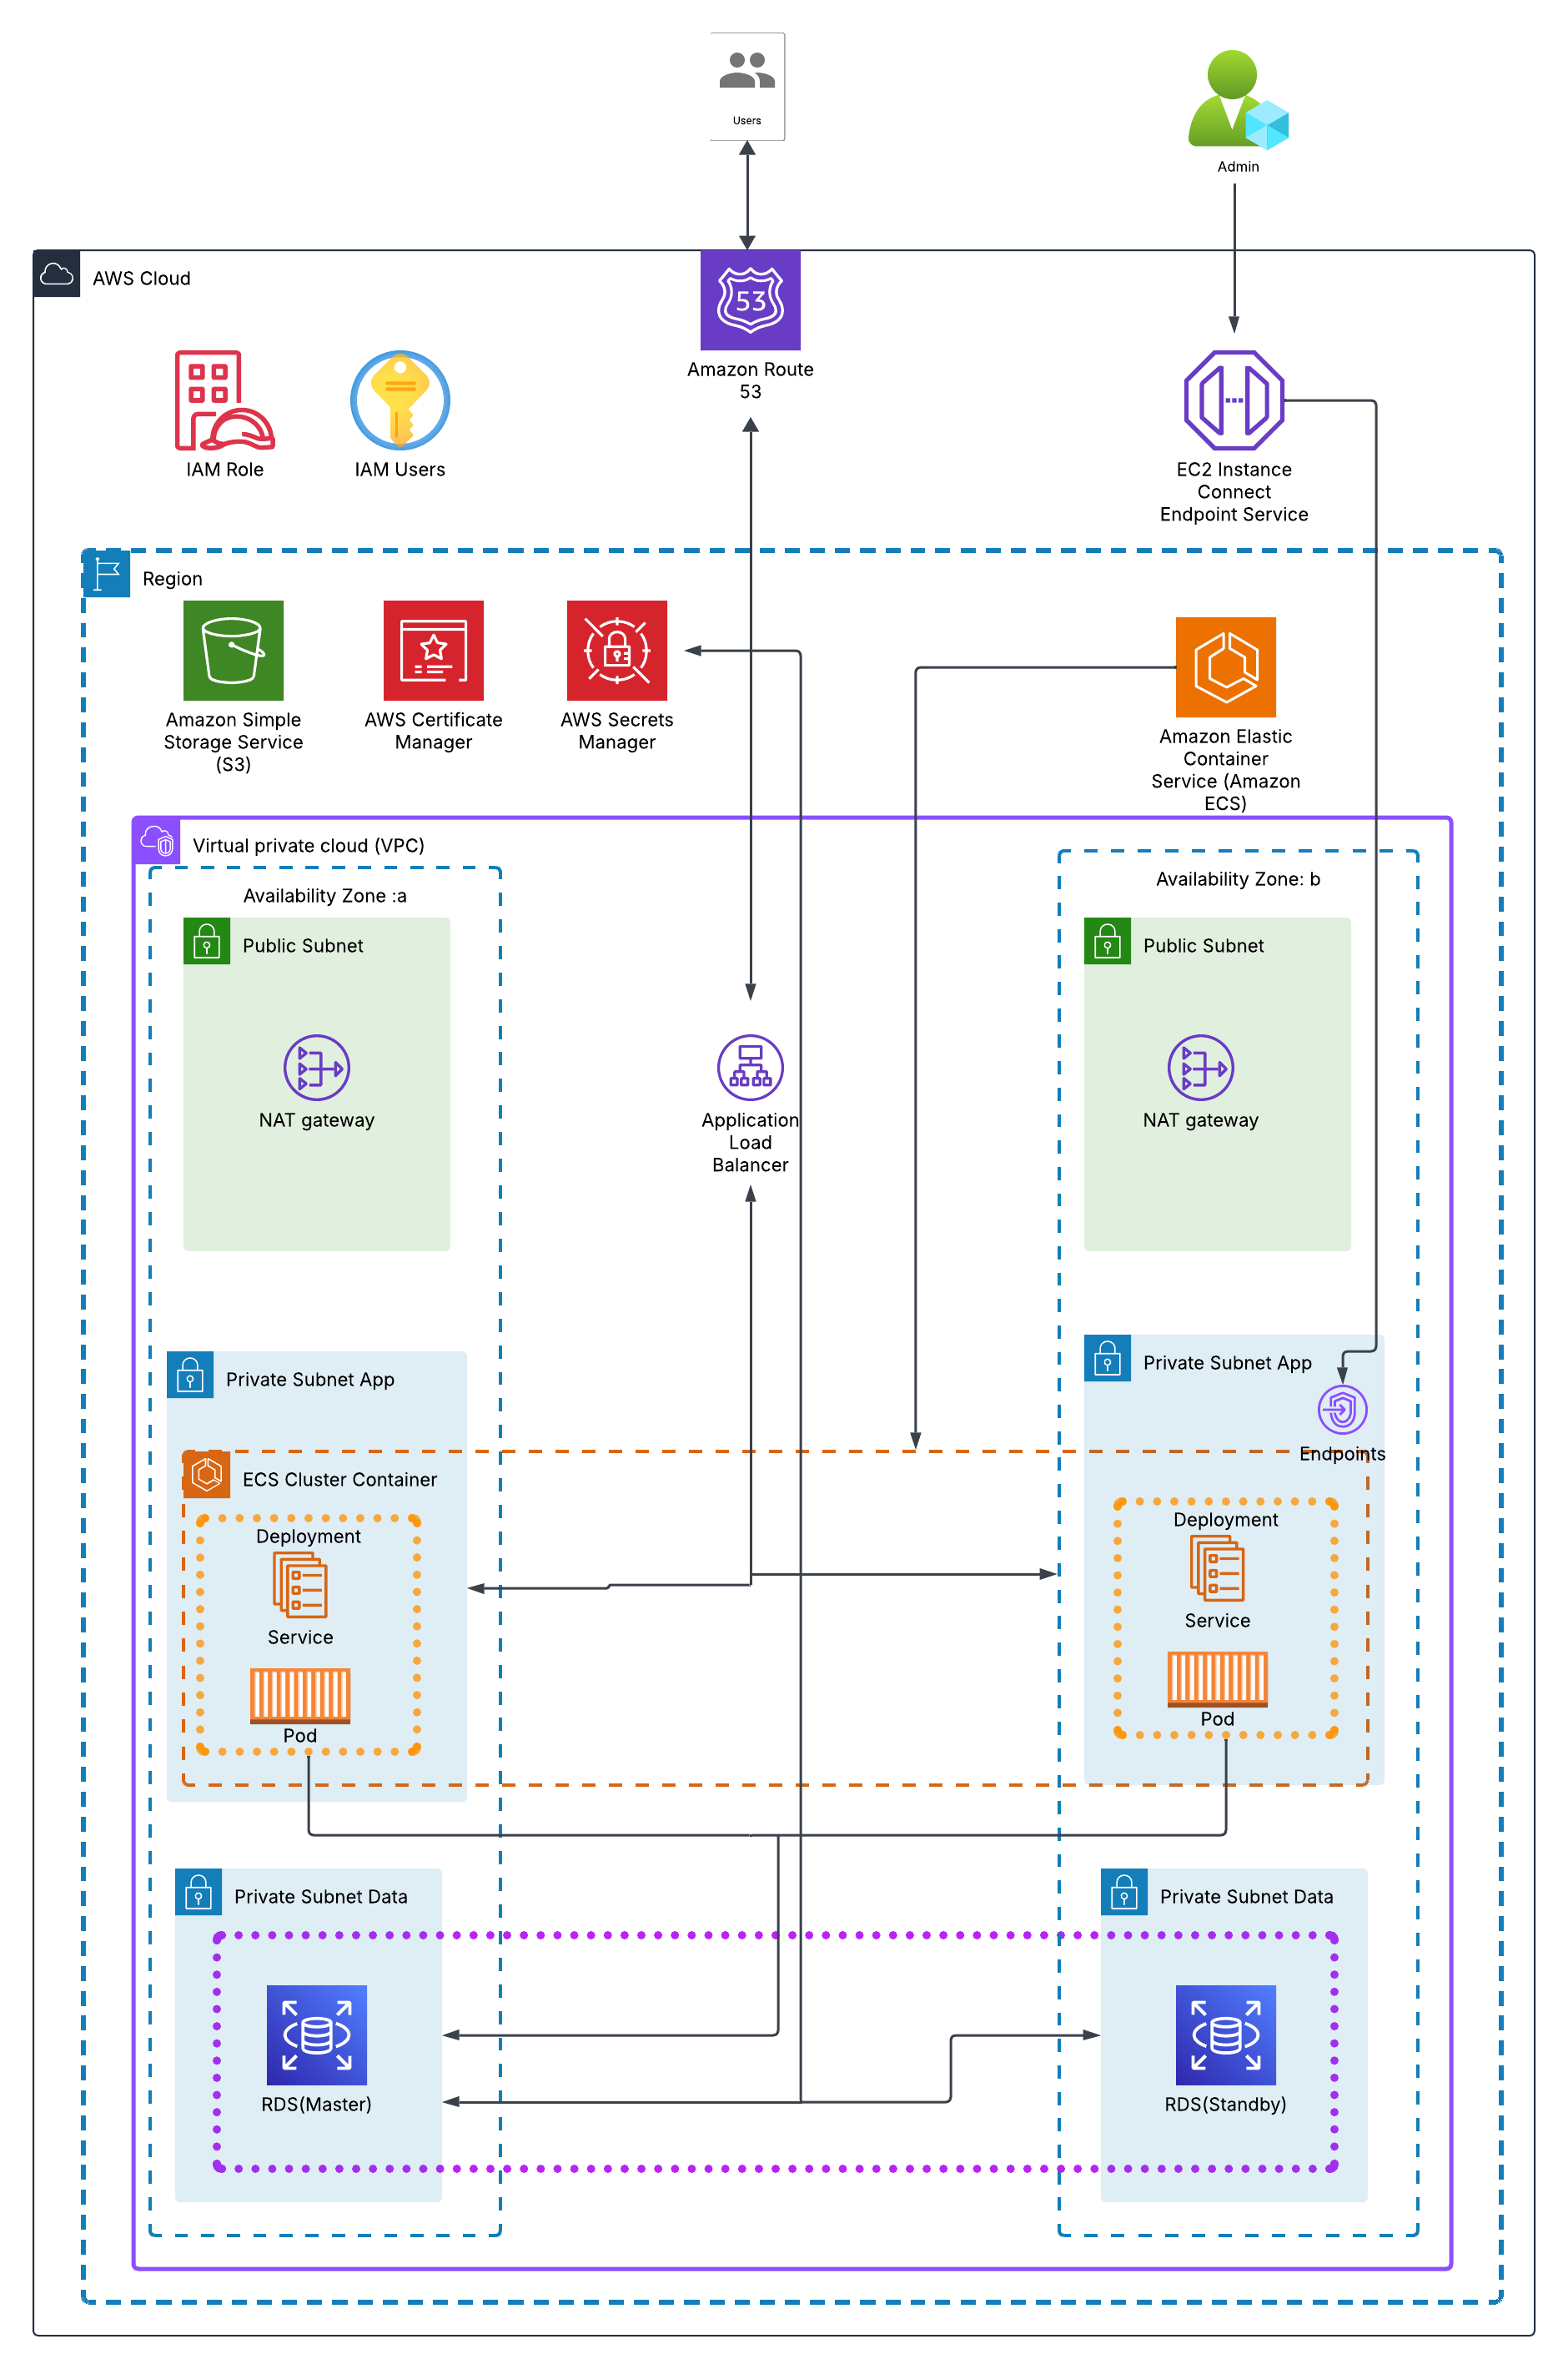 Users
Admin
AWS Cloud
53
Amazon Route
53
IAM Role
IAM Users
EC2 Instance
Connect
Endpoint Service
Region
Amazon Simple
Storage Service
(S3)
AWS Certificate
Manager
AWS Secrets
Manager
Amazon Elastic
Container
Service (Amazon
ECS)
Virtual private cloud (VPC)
Availability Zone :a
Availability Zone: b
Public Subnet
Public Subnet
NAT gateway
Application
Load
Balancer
NAT gateway
Private Subnet App
Private Subnet App
Endpoints
ECS Cluster Container
Deployment
Service
Pod
Deployment
Service
Pod
Private Subnet Data
Private Subnet Data
RDS(Master)
RDS(Standby)